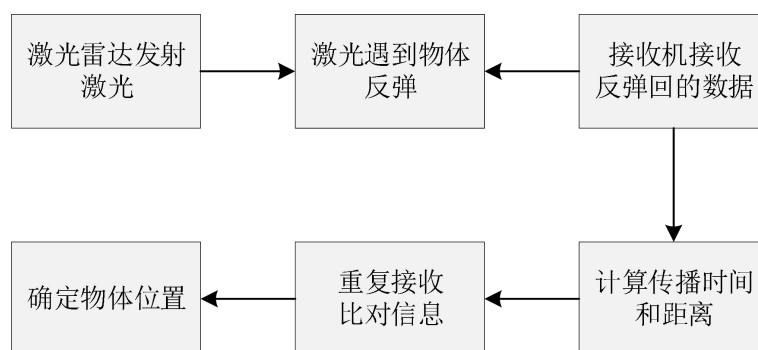 激光雷达发射
激光
激光遇到物体
反弹
接收机接收
反弹回的数据
确定物体位置
重复接收
比对信息
计算传播时间
和距离